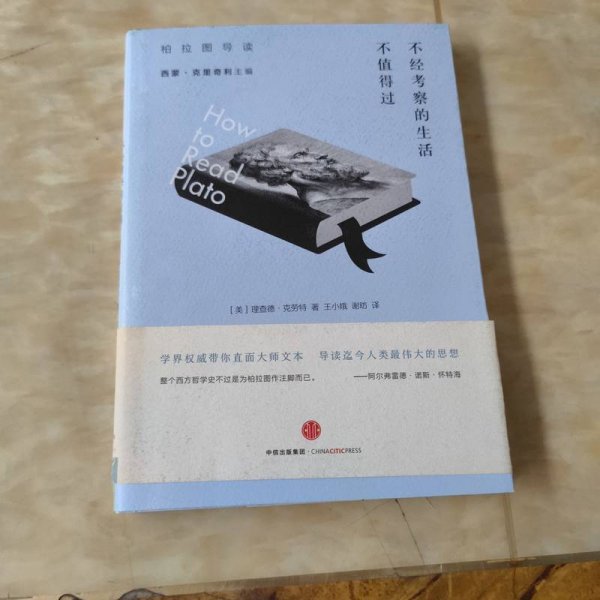 柏拉图导读
西蒙·克里奇利 主编
不经考察的生活
不值得过
How
to
Read
Plato
[美] 理查德·克劳特 著 王小娥 谢昉 译
学界权威带你直面大师文本 导读迄今人类最伟大的思想
整个西方哲学史不过是为柏拉图作注脚而已。 ——阿尔弗雷德·诺斯·怀特海
中信出版集团·CHINACITICPRESS